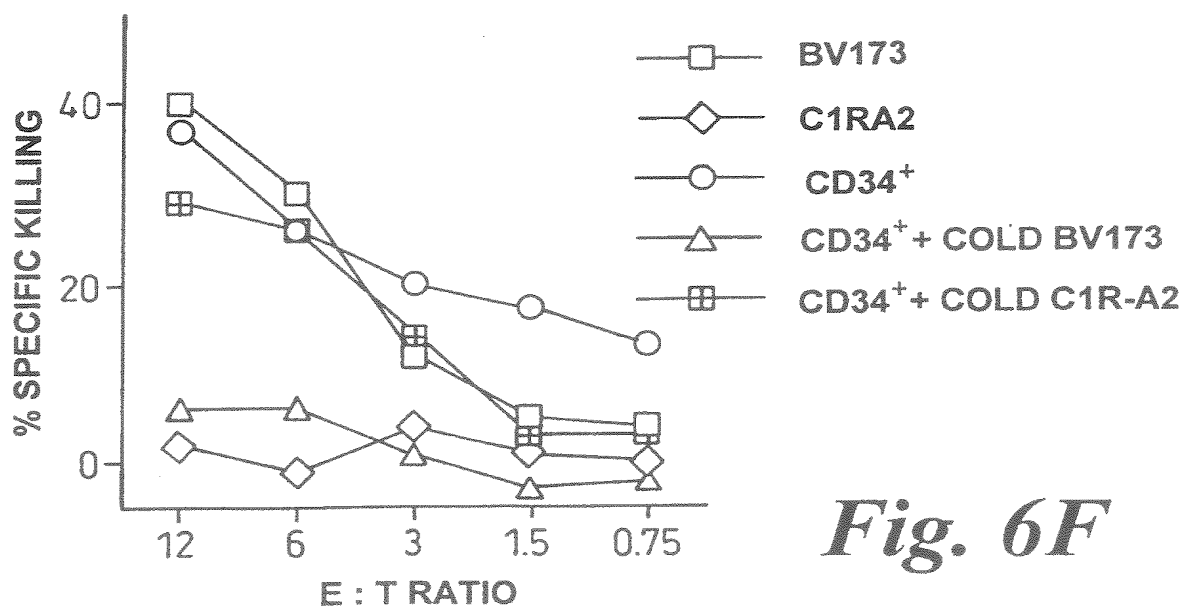 % SPECIFIC KILLING
40
20
0
12 6 3 1.5 0.75
E : T RATIO
BV173
C1RA2
CD34+
CD34+ + COLD BV173
CD34+ + COLD C1R-A2
Fig. 6F